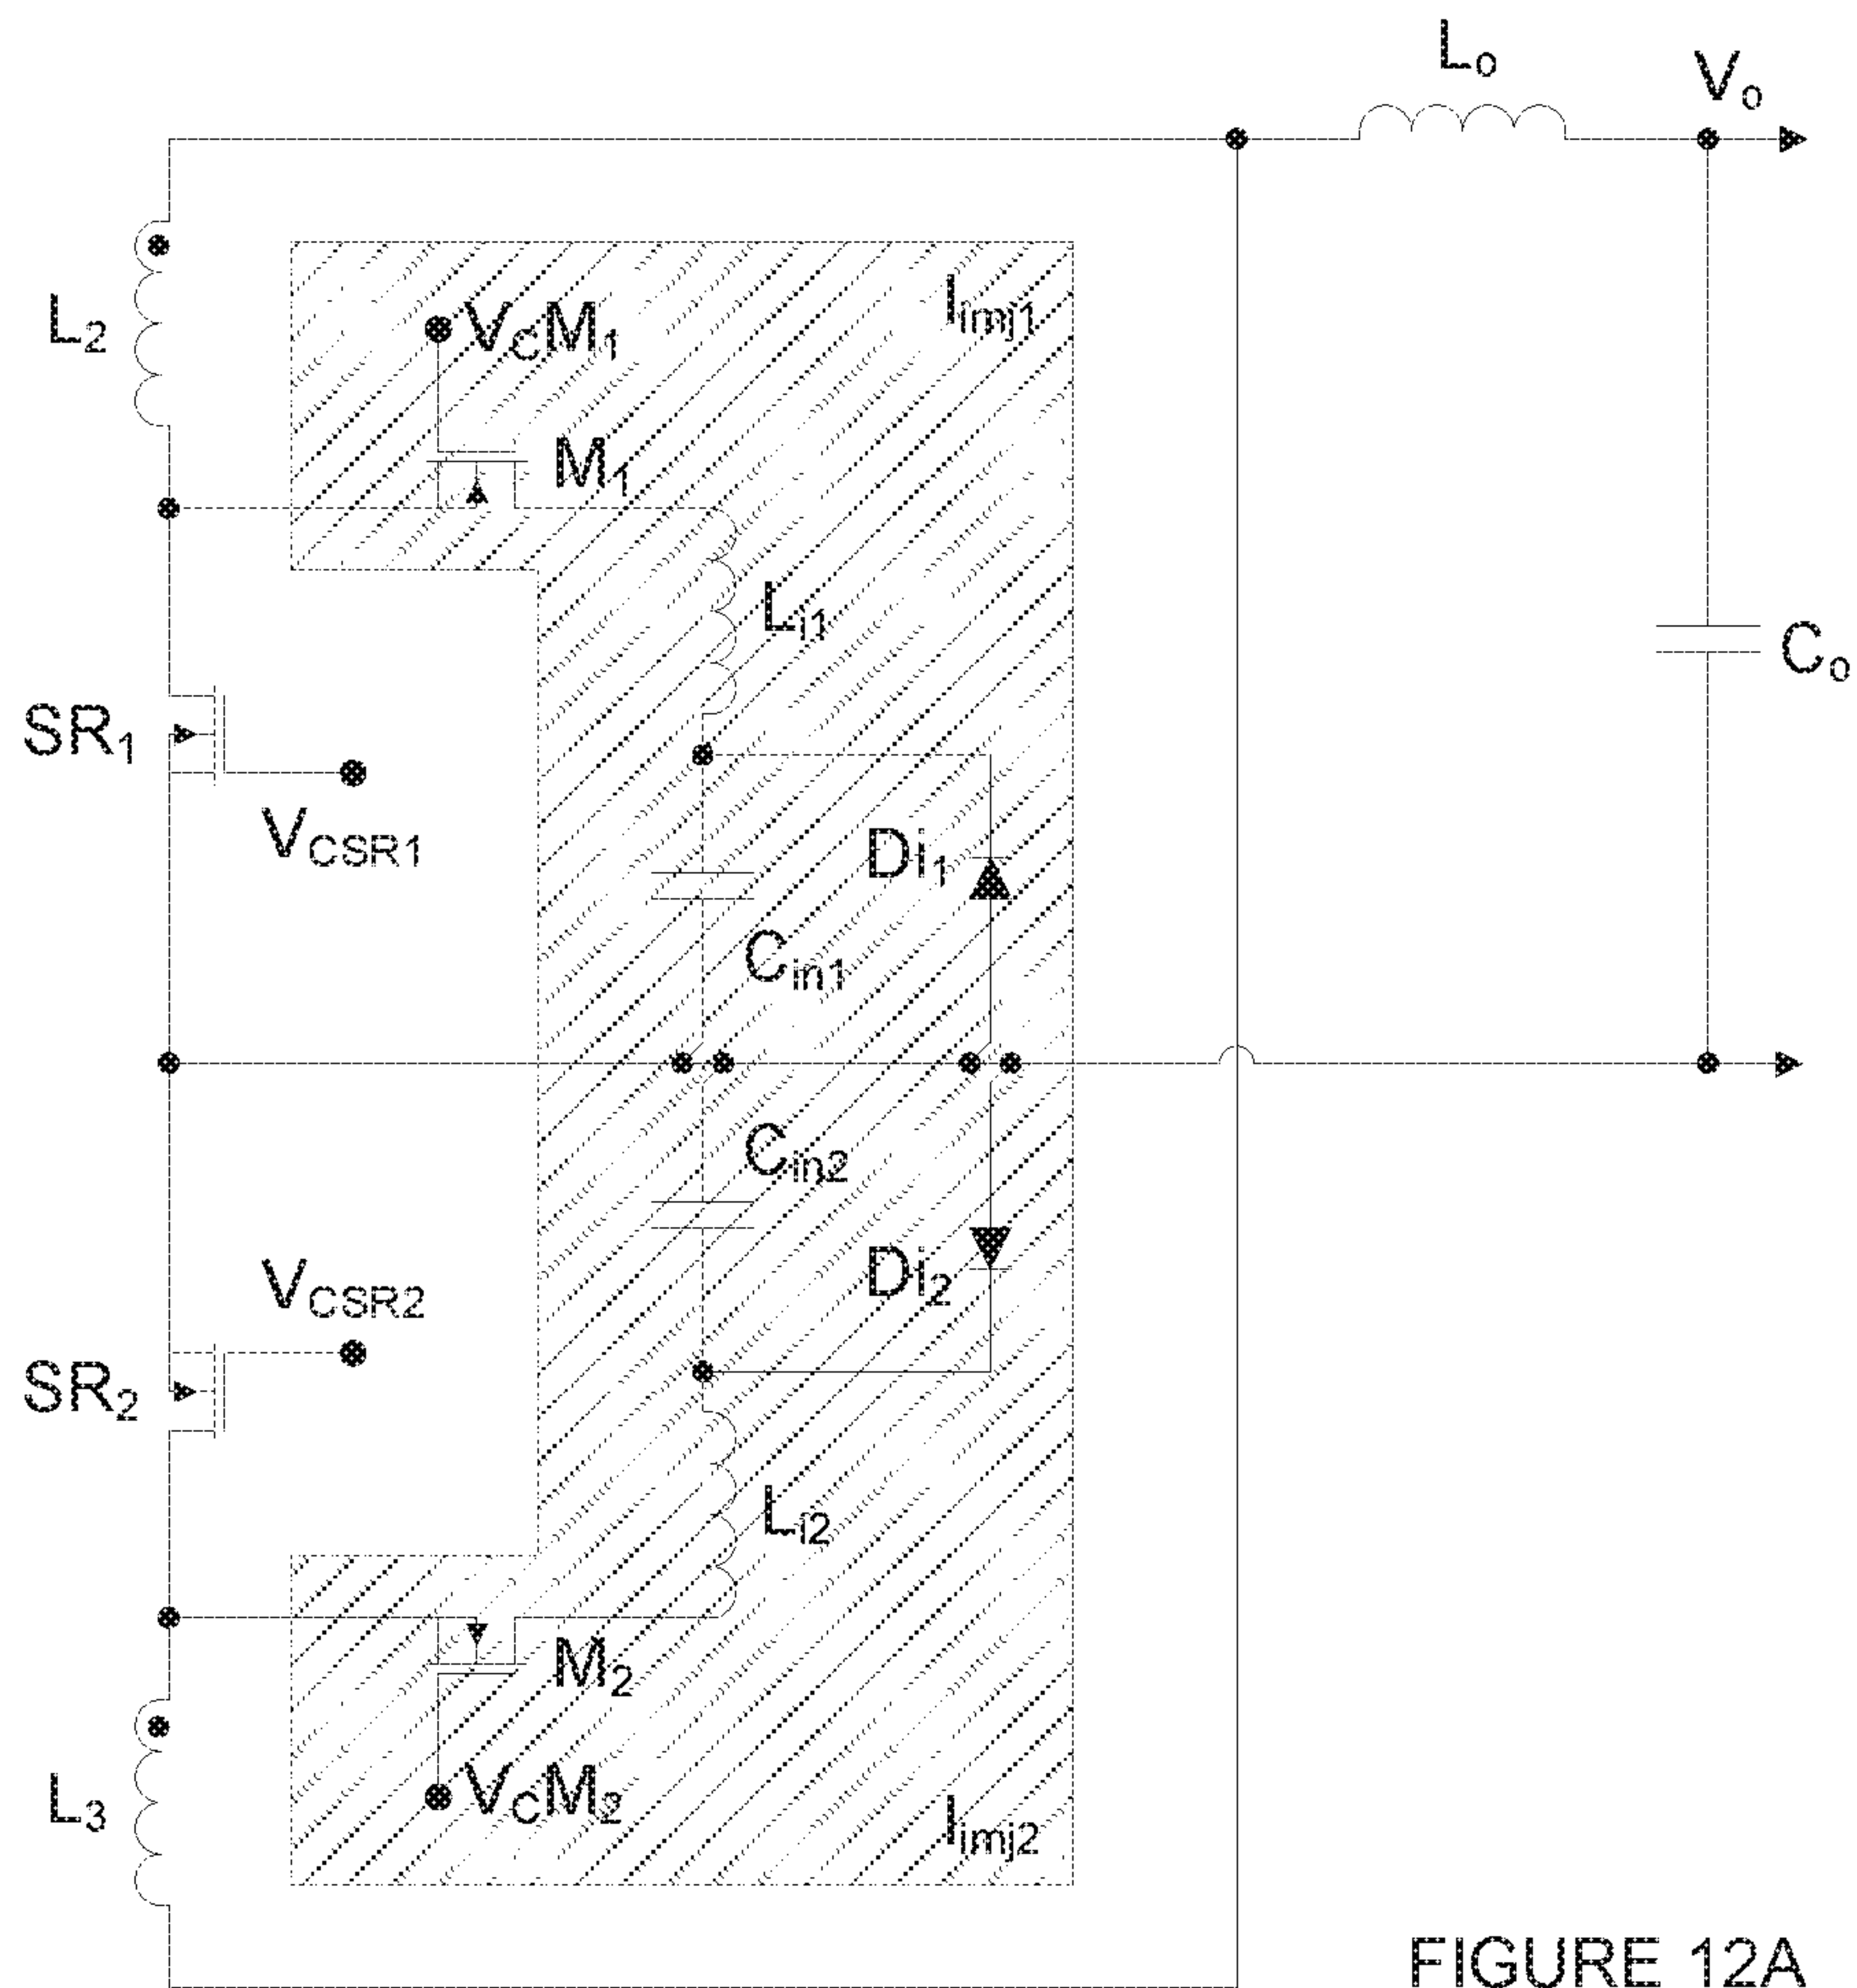 Lo
Vo
L2
VCM1
Iimj1
M1
Li1
Co
SR1
VCSR1
Di1
Cin1
Cin2
VCSR2
Di2
SR2
Li2
M2
L3
VCM2
Iimj2
FIGURE 12A